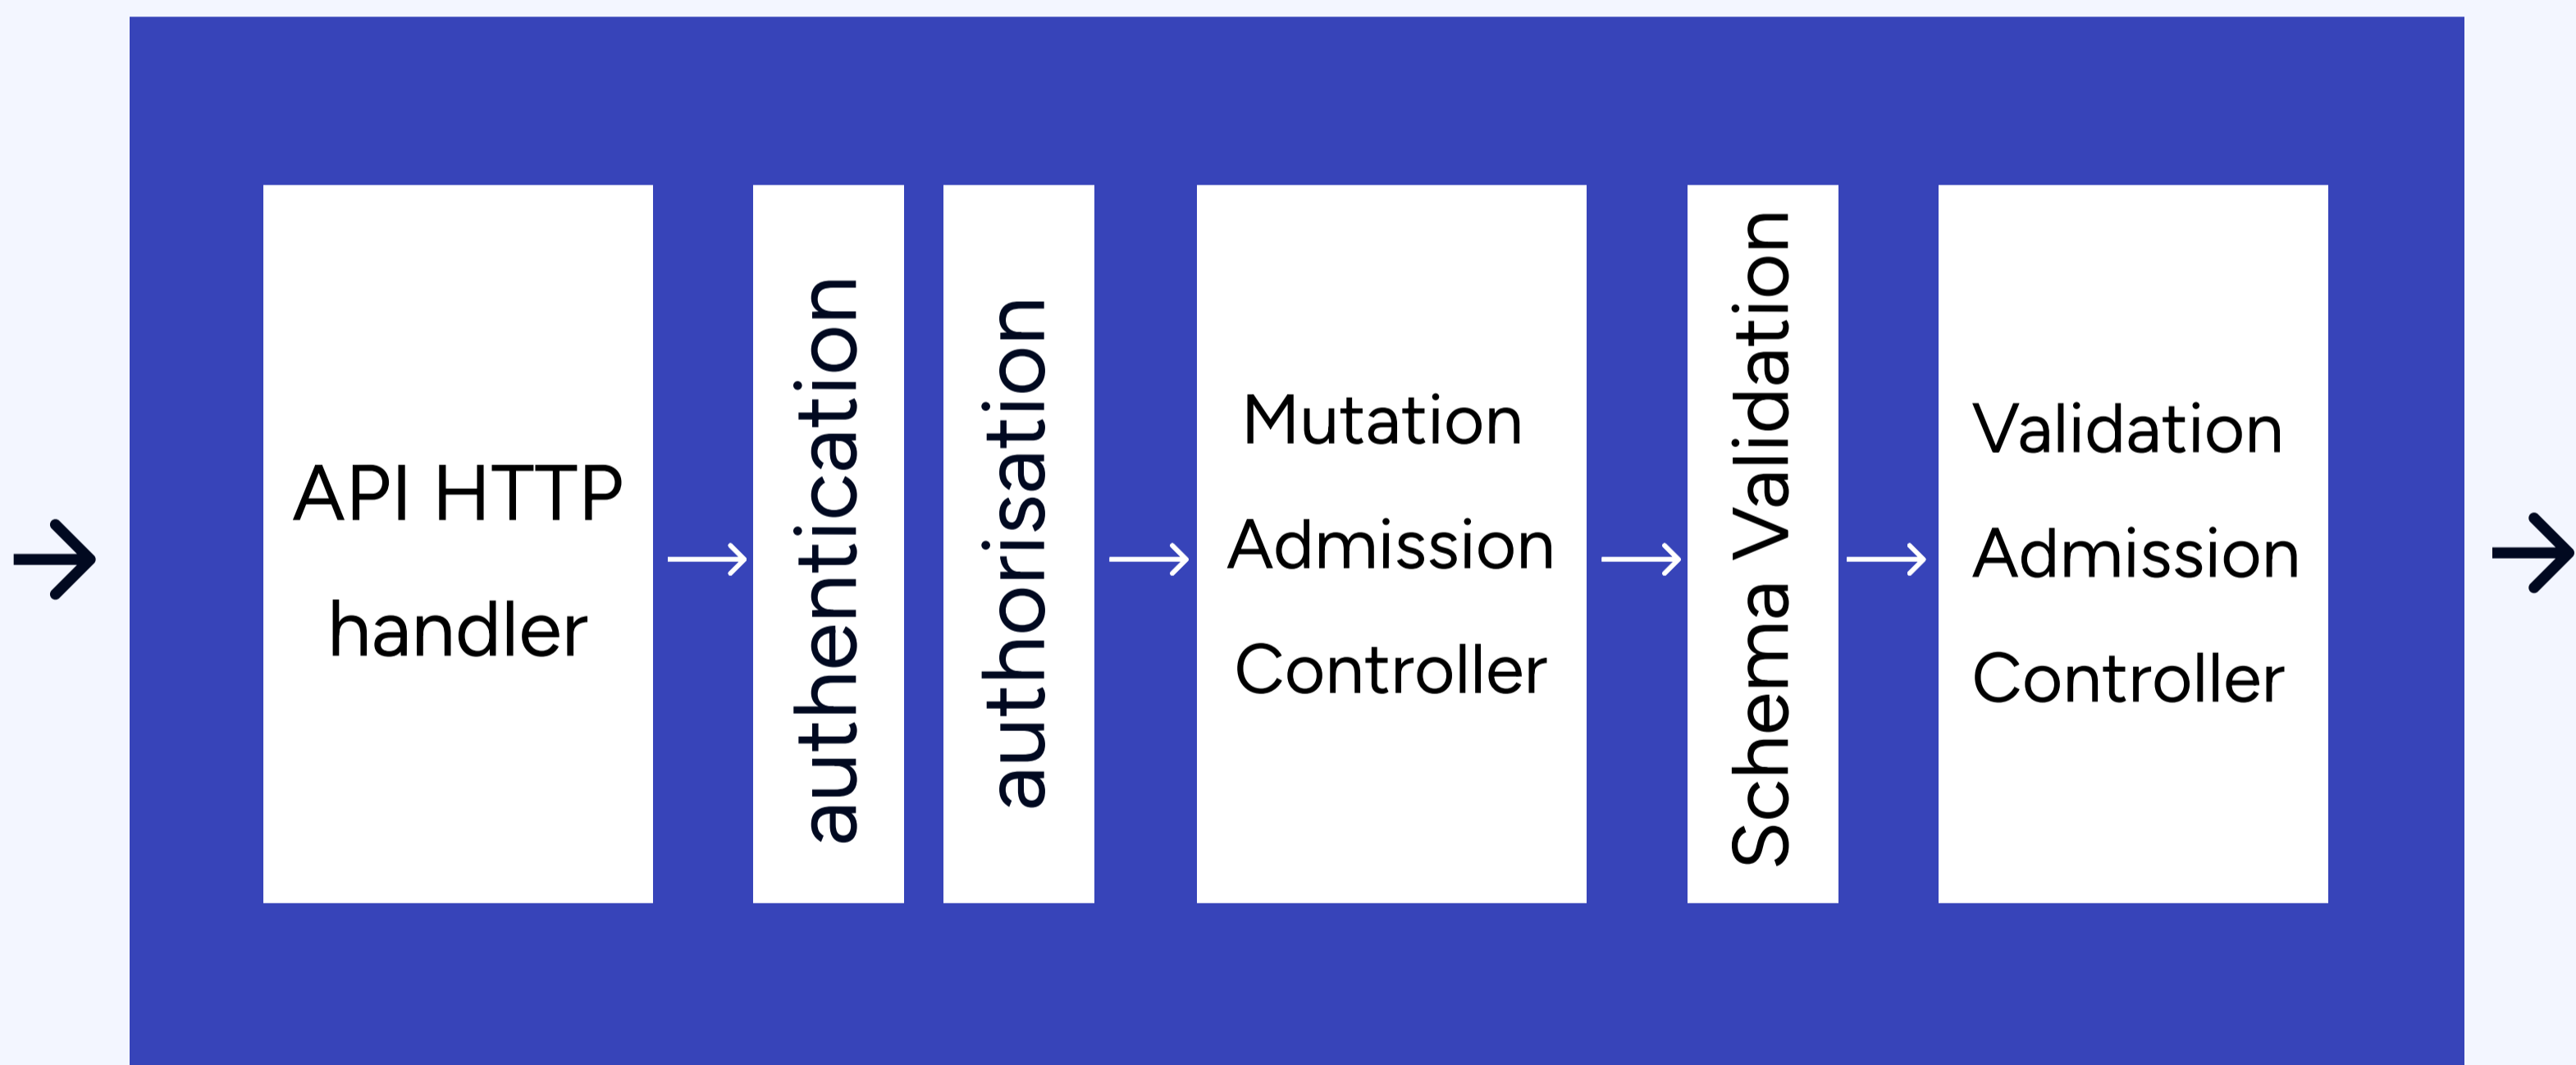 API HTTP
handler
authentication
authorisation
Mutation
Admission
Controller
Schema Validation
Validation
Admission
Controller